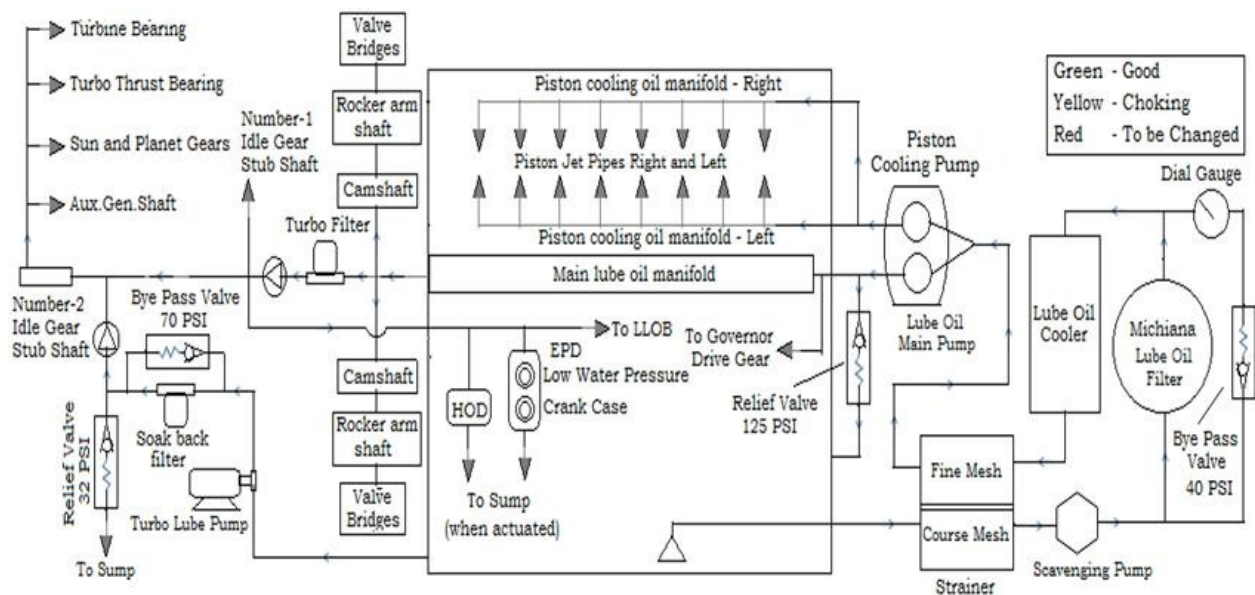 Turbine Bearing
Turbo Thrust Bearing
Sun and Planet Gears
Aux.Gen.Shaft
Number-1
Idle Gear
Stub Shaft
Turbo Filter
Bye Pass Valve
70 PSI
Number-2
Idle Gear
Stub Shaft
Relief Valve
32 PSI
Soak back
filter
Turbo Lube Pump
To Sump
Valve
Bridges
Rocker arm
shaft
Camshaft
Camshaft
Rocker arm
shaft
Valve
Bridges
Piston cooling oil manifold - Right
Piston Jet Pipes Right and Left
Piston cooling oil manifold - Left
Main lube oil manifold
To LLOB
EPD
Low Water Pressure
Crank Case
HOD
To Sump
(when actuated)
Piston
Cooling Pump
Lube Oil
Main Pump
To Governor
Drive Gear
Relief Valve
125 PSI
Green - Good
Yellow - Choking
Red - To be Changed
Dial Gauge
Lube Oil
Cooler
Michiana
Lube Oil
Filter
Bye Pass
Valve
40 PSI
Fine Mesh
Course Mesh
Strainer
Scavenging Pump